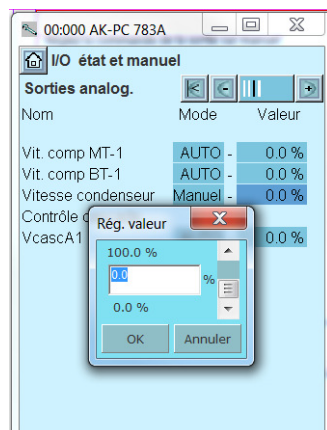 00:000 AK-PC 783A
I/O état et manuel
Sorties analog.
Nom Mode Valeur
Vit. comp MT-1 AUTO - 0.0 %
Vit. comp BT-1 AUTO - 0.0 %
Vitesse condenseur Manuel - 0.0 %
Contrôle
VcascA1 0.0 %
Rég. valeur
100.0 %
0.0 %
0.0 %
OK Annuler